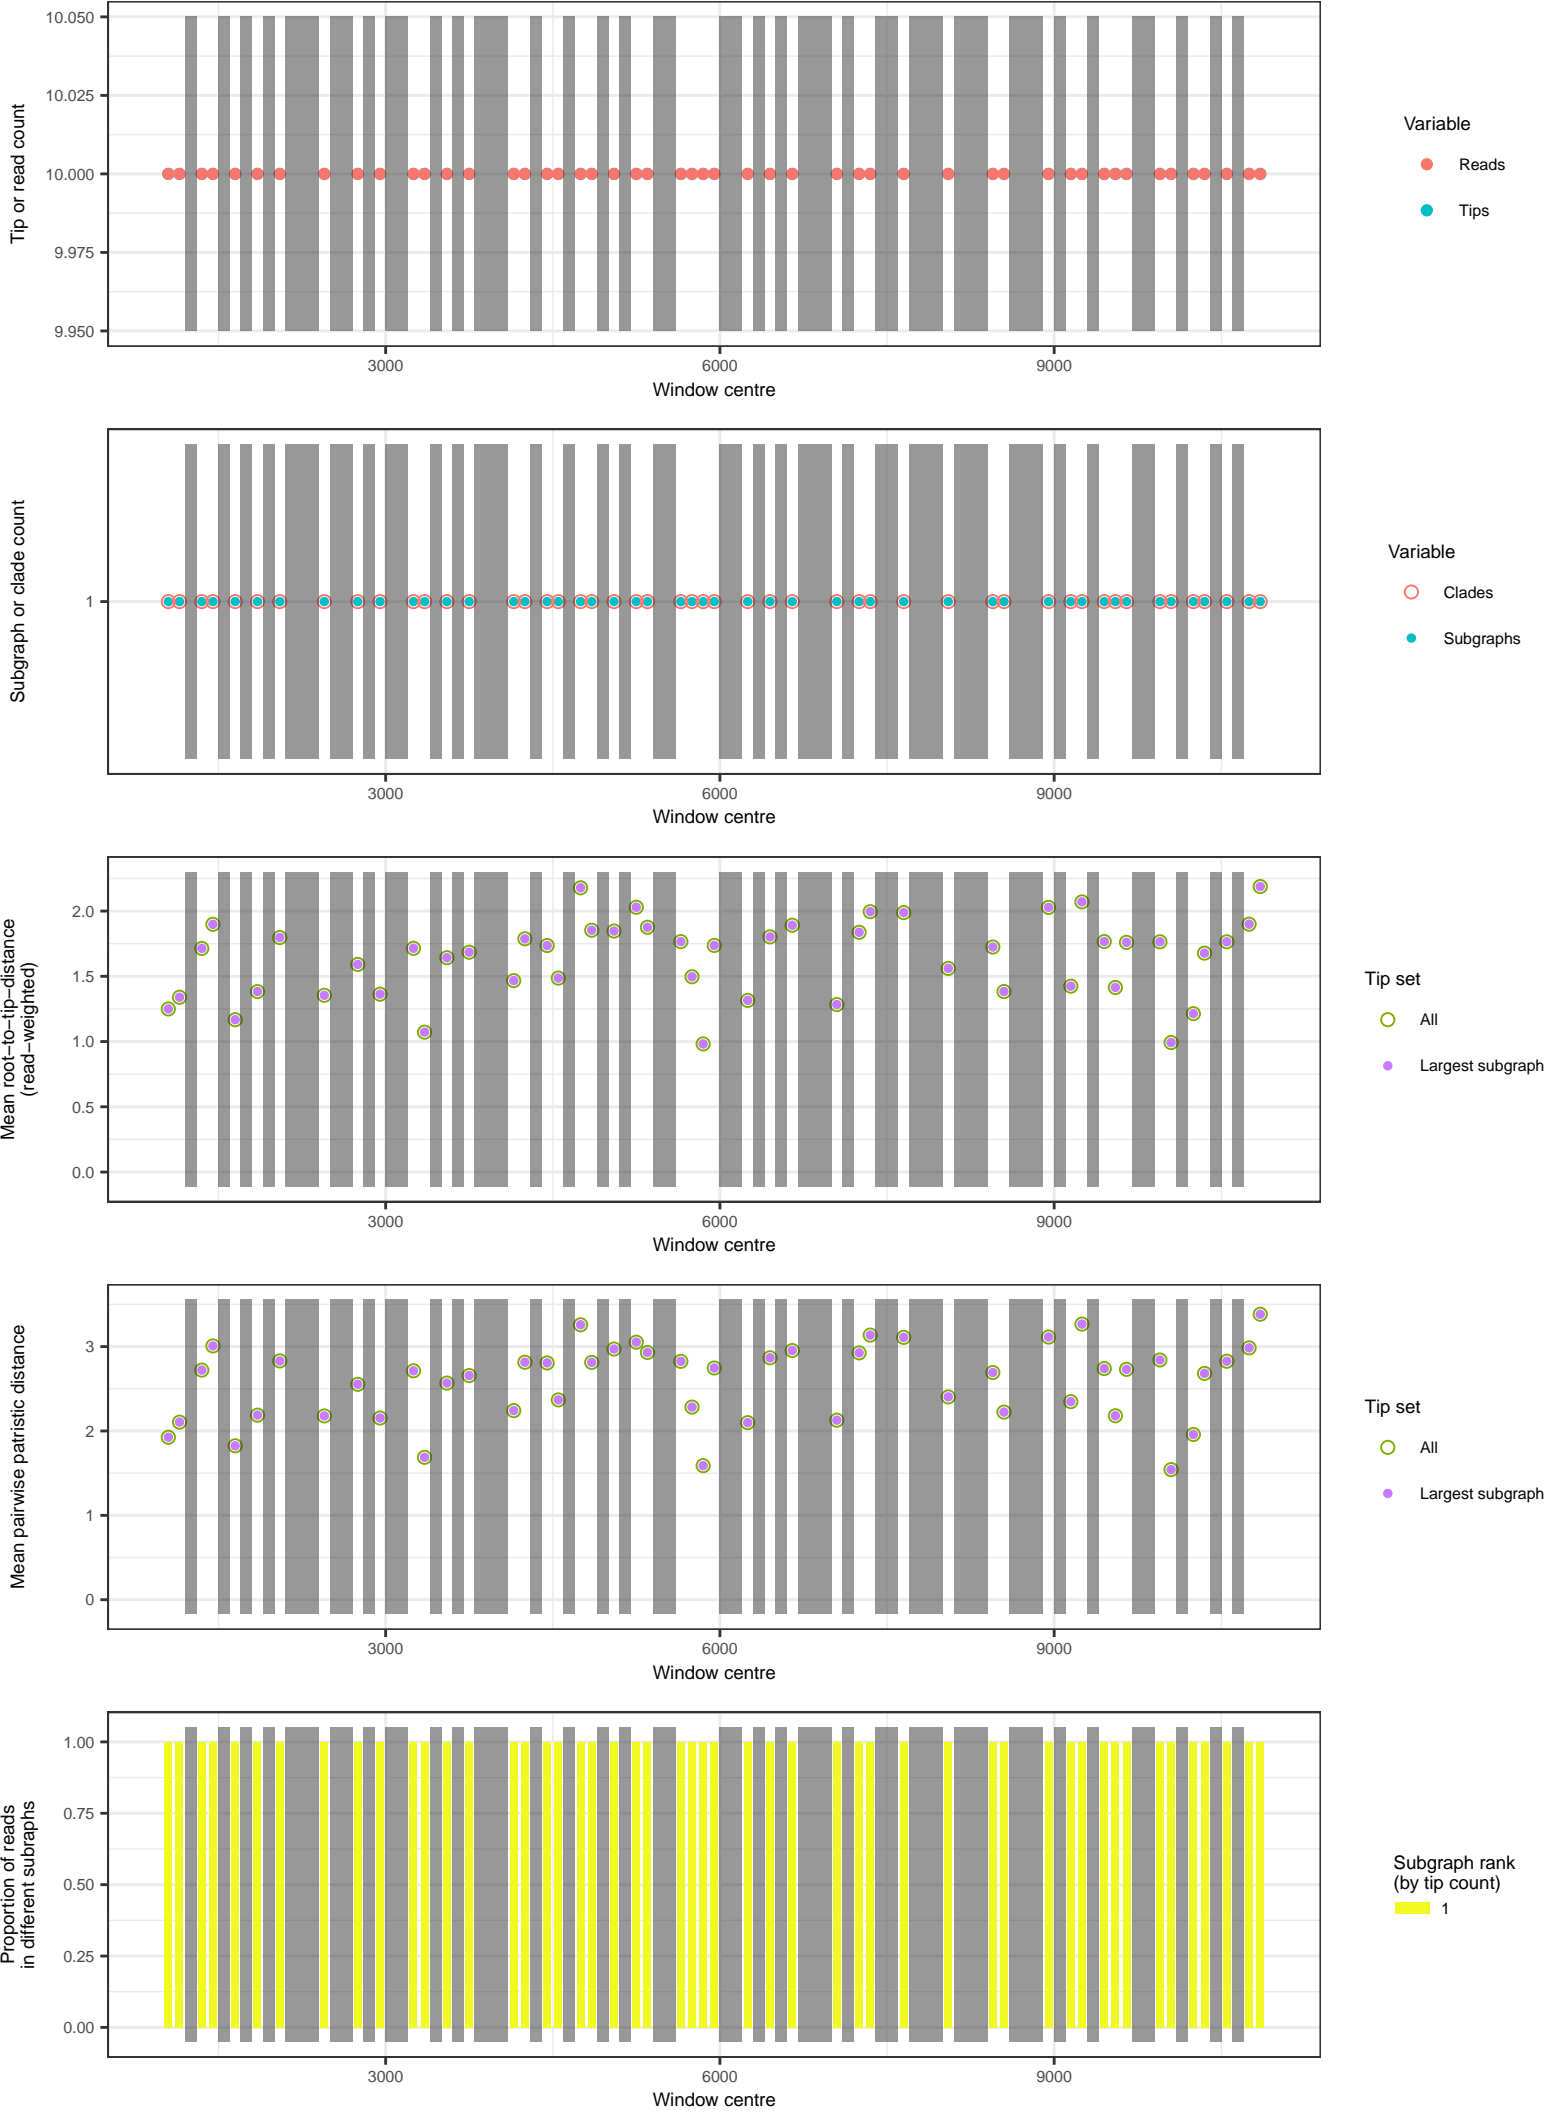 10.050
10.025
10.000
9.975
9.950
Tip or read count
3000
6000
9000
Window centre
Variable
Reads
Tips
1
Subgraph or clade count
3000
6000
9000
Window centre
Variable
Clades
Subgraphs
2.0
1.5
1.0
0.5
0.0
Mean root−to−tip−distance
(read−weighted)
3000
6000
9000
Window centre
Tip set
All
Largest subgraph
3
2
1
0
Mean pairwise patristic distance
3000
6000
9000
Window centre
Tip set
All
Largest subgraph
1.00
0.75
0.50
0.25
0.00
Proportion of reads
in different subraphs
3000
6000
9000
Window centre
Subgraph rank
(by tip count)
1